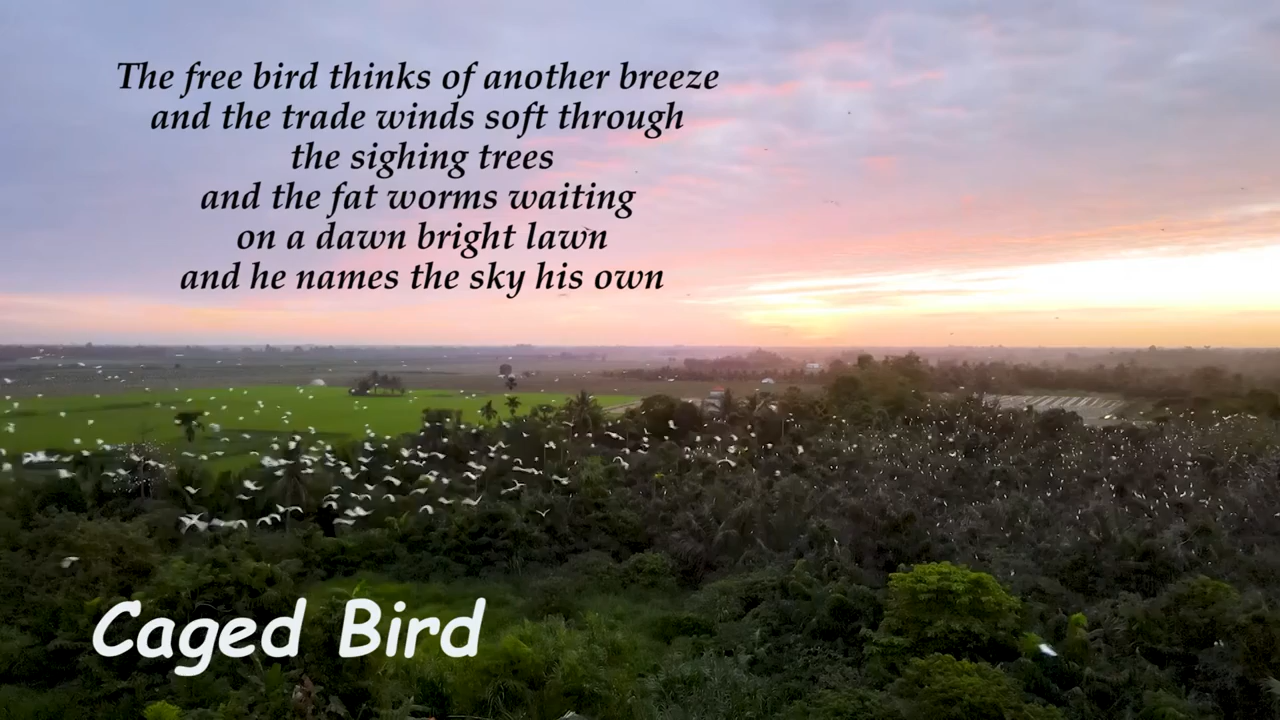 The free bird thinks of another breeze
and the trade winds soft through
the sighing trees
and the fat worms waiting
on a dawn bright lawn
and he names the sky his own
Caged Bird